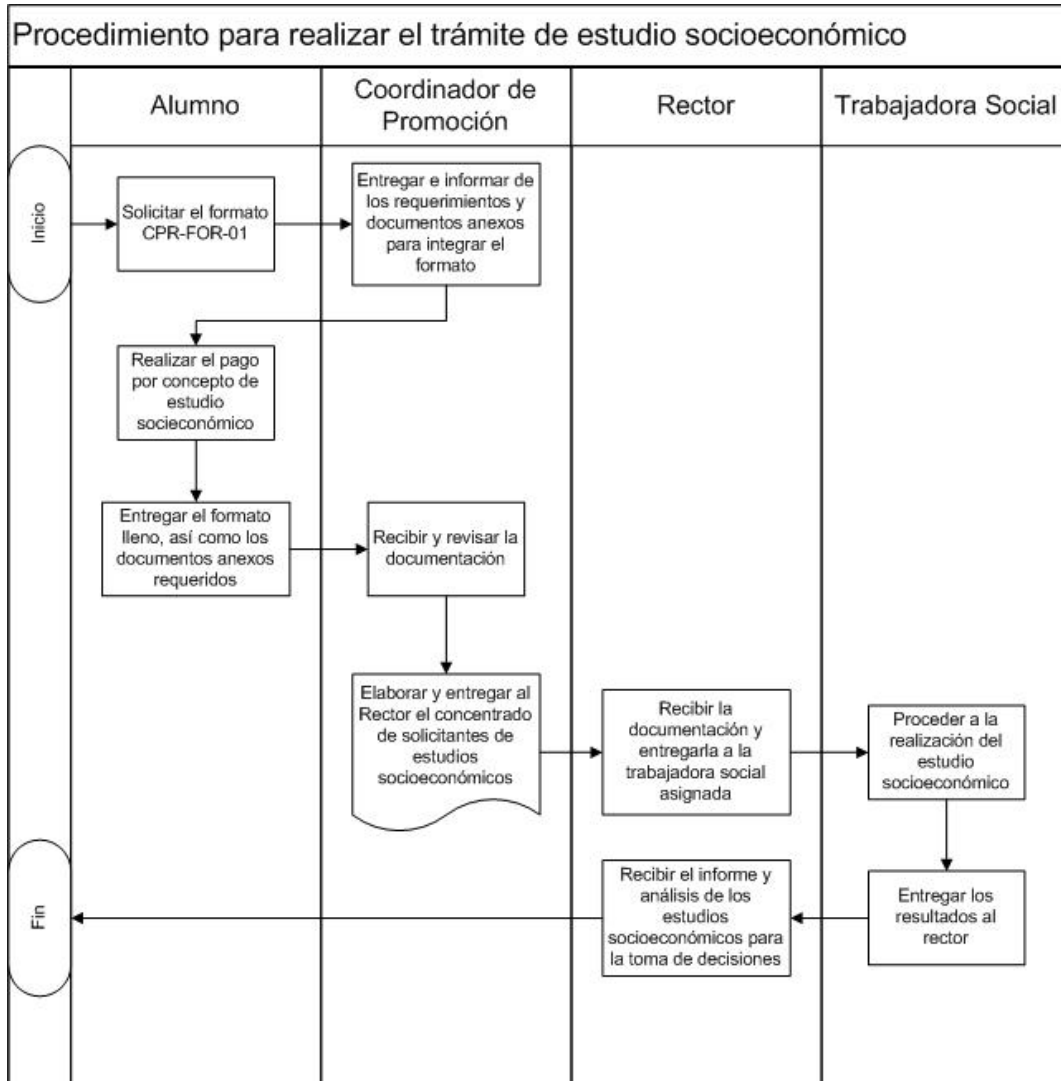 Procedimiento para realizar el trámite de estudio socioeconómico
Alumno
Coordinador de
Promoción
Rector
Trabajadora Social
Inicio
Solicitar el formato
CPR-FOR-01
Entregar e informar de
los requerimientos y
documentos anexos
para integrar el
formato
Realizar el pago
por concepto de
estudio
socieconómico
Entregar el formato
lleno, así como los
documentos anexos
requeridos
Recibir y revisar la
documentación
Elaborar y entregar al
Rector el concentrado
de solicitantes de
estudios
socioeconómicos
Recibir la
documentación y
entregarla a la
trabajadora social
asignada
Proceder a la
realización del
estudio
socioeconómico
Entregar los
resultados al
rector
Recibir el informe y
análisis de los
estudios
socioeconómicos para
la toma de decisiones
Fin